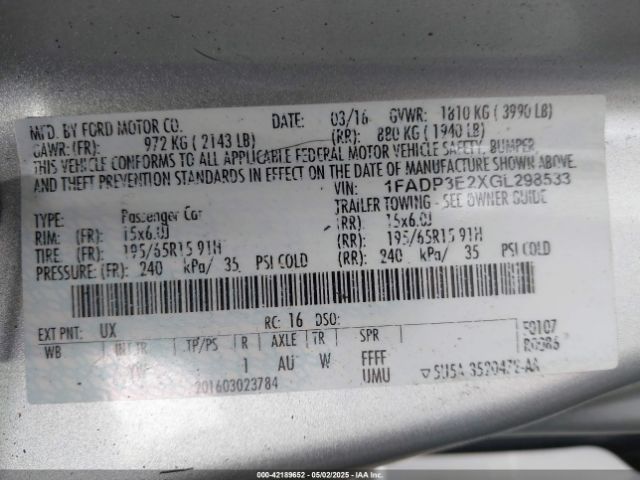 MFD. BY FORD MOTOR CO. DATE: 03/16 GVWR: 1810 KG ( 3990 LB)
GAWR: (FR): 972 KG ( 2143 LB) (RR): 880 KG ( 1940 LB)
THIS VEHICLE CONFORMS TO ALL APPLICABLE FEDERAL MOTOR VEHICLE SAFETY, BUMPER,
AND THEFT PREVENTION STANDARDS IN EFFECT ON THE DATE OF MANUFACTURE SHOWN ABOVE.
VIN: 1FADP3E2XGL298533
TYPE: Passenger Car TRAILER TOWING - SEE OWNER GUIDE
RIM: (FR): 15x6.0J (RR): 15x6.0J
TIRE: (FR): 195/65R15 91H (RR): 195/65R15 91H
PRESSURE: (FR): 240 kPa/ 35 PSI COLD (RR): 240 kPa/ 35 PSI COLD
EXT PNT: UX RC: 16 DSO: F0107
WB INT TR TP/PS R AXLE TR SPR R0086
1 AU W FFFF
UMU
201603023784
000-42189652 05/02/2025 IAA Inc.